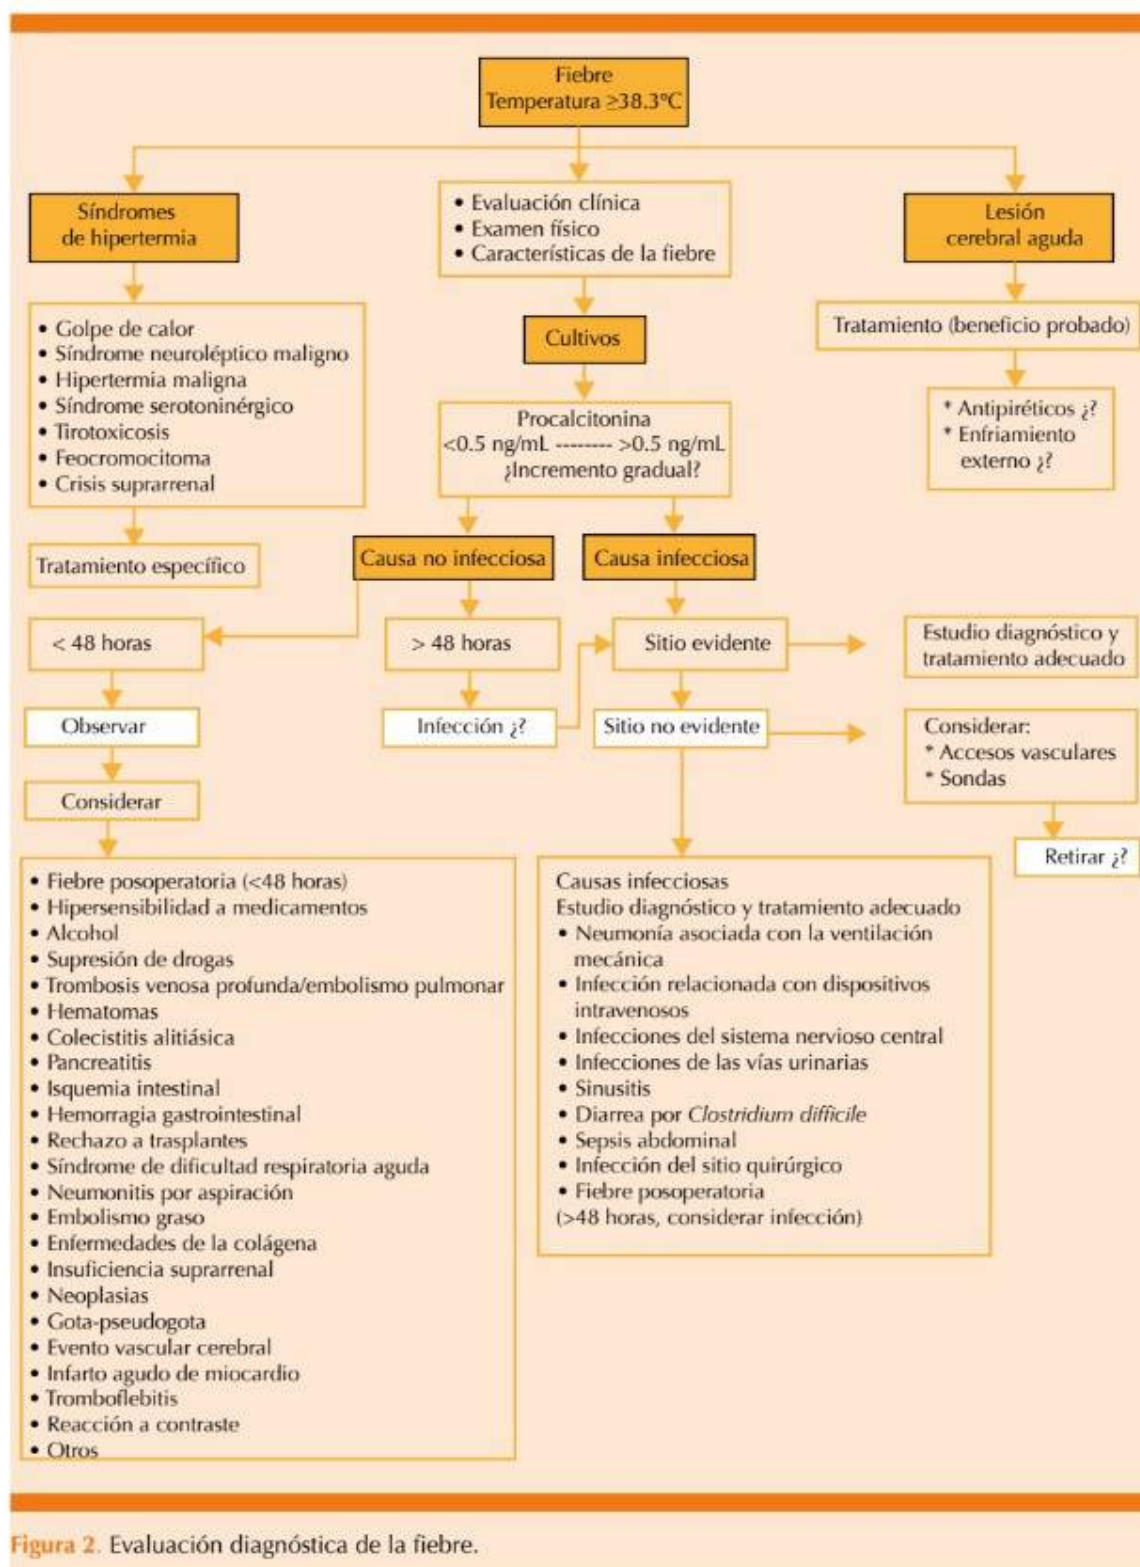 Fiebre
Temperatura ≥38.3°C
Síndromes
de hipertermia
• Evaluación clínica
• Examen físico
• Características de la fiebre
Lesión
cerebral aguda
• Golpe de calor
• Síndrome neuroléptico maligno
• Hipertermia maligna
• Síndrome serotoninérgico
• Tirotoxicosis
• Feocromocitoma
• Crisis suprarrenal
Cultivos
Tratamiento (beneficio probado)
Procalcitonina
<0.5 ng/mL -------- >0.5 ng/mL
¿Incremento gradual?
* Antipiréticos ¿?
* Enfriamiento
externo ¿?
Tratamiento específico
Causa no infecciosa
Causa infecciosa
< 48 horas
> 48 horas
Sitio evidente
Estudio diagnóstico y
tratamiento adecuado
Observar
Infección ¿?
Sitio no evidente
Considerar:
* Accesos vasculares
* Sondas
Considerar
Retirar ¿?
• Fiebre posoperatoria (<48 horas)
• Hipersensibilidad a medicamentos
• Alcohol
• Supresión de drogas
• Trombosis venosa profunda/embolismo pulmonar
• Hematomas
• Colecistitis alitiásica
• Pancreatitis
• Isquemia intestinal
• Hemorragia gastrointestinal
• Rechazo a trasplantes
• Síndrome de dificultad respiratoria aguda
• Neumonitis por aspiración
• Embolismo graso
• Enfermedades de la colágena
• Insuficiencia suprarrenal
• Neoplasias
• Gota-pseudogota
• Evento vascular cerebral
• Infarto agudo de miocardio
• Tromboflebitis
• Reacción a contraste
• Otros
Causas infecciosas
Estudio diagnóstico y tratamiento adecuado
• Neumonía asociada con la ventilación
mecánica
• Infección relacionada con dispositivos
intravenosos
• Infecciones del sistema nervioso central
• Infecciones de las vías urinarias
• Sinusitis
• Diarrea por Clostridium difficile
• Sepsis abdominal
• Infección del sitio quirúrgico
• Fiebre posoperatoria
(>48 horas, considerar infección)
Figura 2. Evaluación diagnóstica de la fiebre.